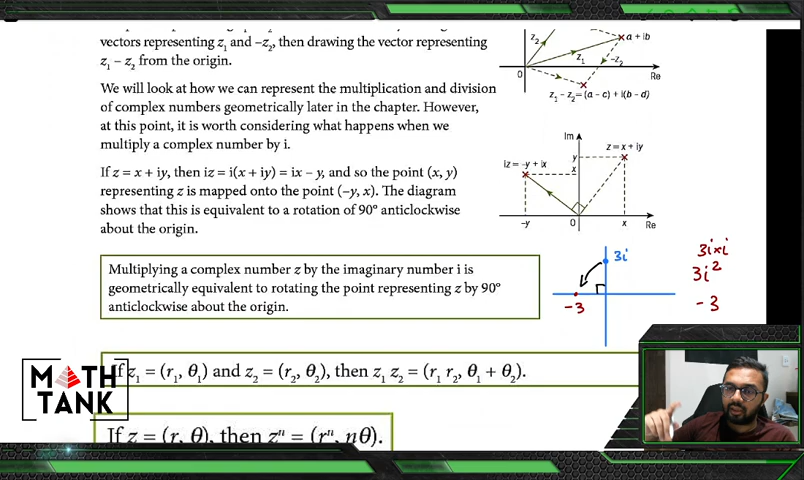 vectors representing z₁ and –z₂, then drawing the vector representing
z₁ – z₂ from the origin.
We will look at how we can represent the multiplication and division
of complex numbers geometrically later in the chapter. However,
at this point, it is worth considering what happens when we
multiply a complex number by i.
If z = x + iy, then iz = i(x + iy) = ix – y, and so the point (x, y)
representing z is mapped onto the point (–y, x). The diagram
shows that this is equivalent to a rotation of 90° anticlockwise
about the origin.
z₂
a + ib
z₁
–z₂
0
Re
z₁ – z₂ = (a – c) + i(b – d)
Im
z = x + iy
y
iz = –y + ix
x
–y
0
x
Re
Multiplying a complex number z by the imaginary number i is
geometrically equivalent to rotating the point representing z by 90°
anticlockwise about the origin.
3i
-3
3i×i
3i²
-3
If z₁ = (r₁, θ₁) and z₂ = (r₂, θ₂), then z₁ z₂ = (r₁ r₂, θ₁ + θ₂).
If z = (r, θ), then zⁿ = (rⁿ, nθ).
MATH
TANK